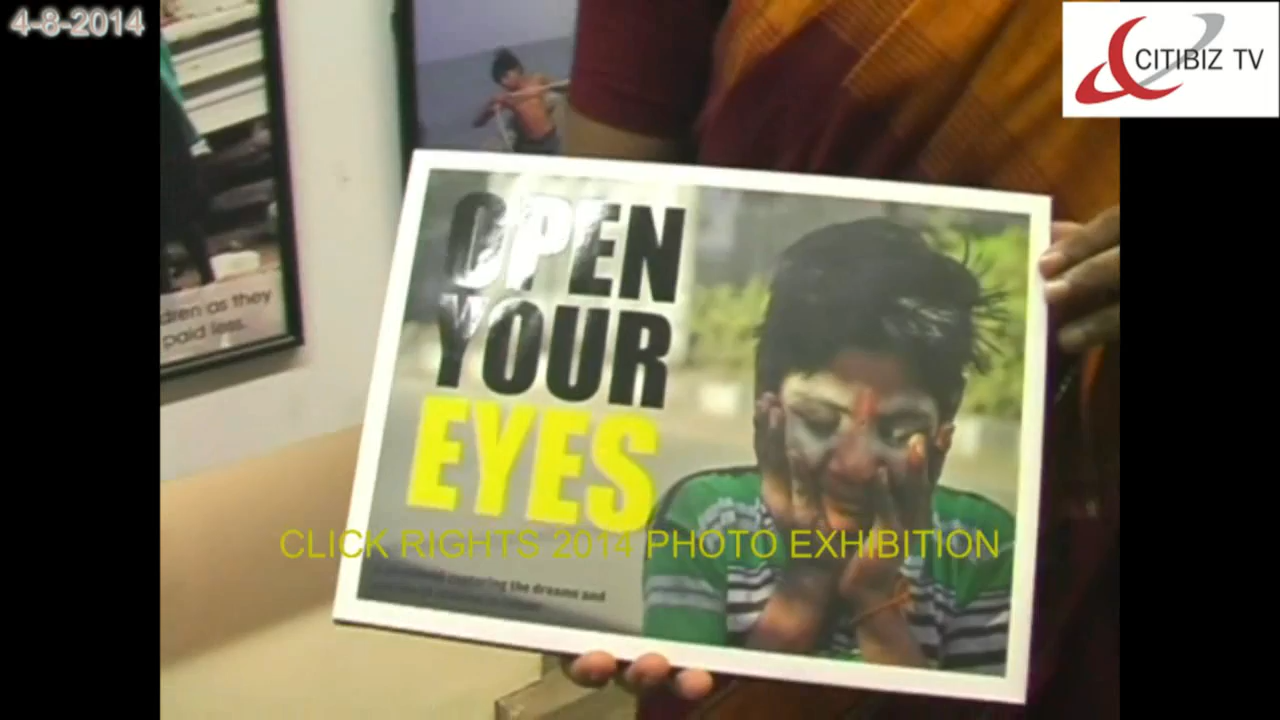 4-8-2014
CITIBIZ TV
OPEN
YOUR
EYES
CLICK RIGHTS 2014 PHOTO EXHIBITION
the dreams and
dren as they
paid less.